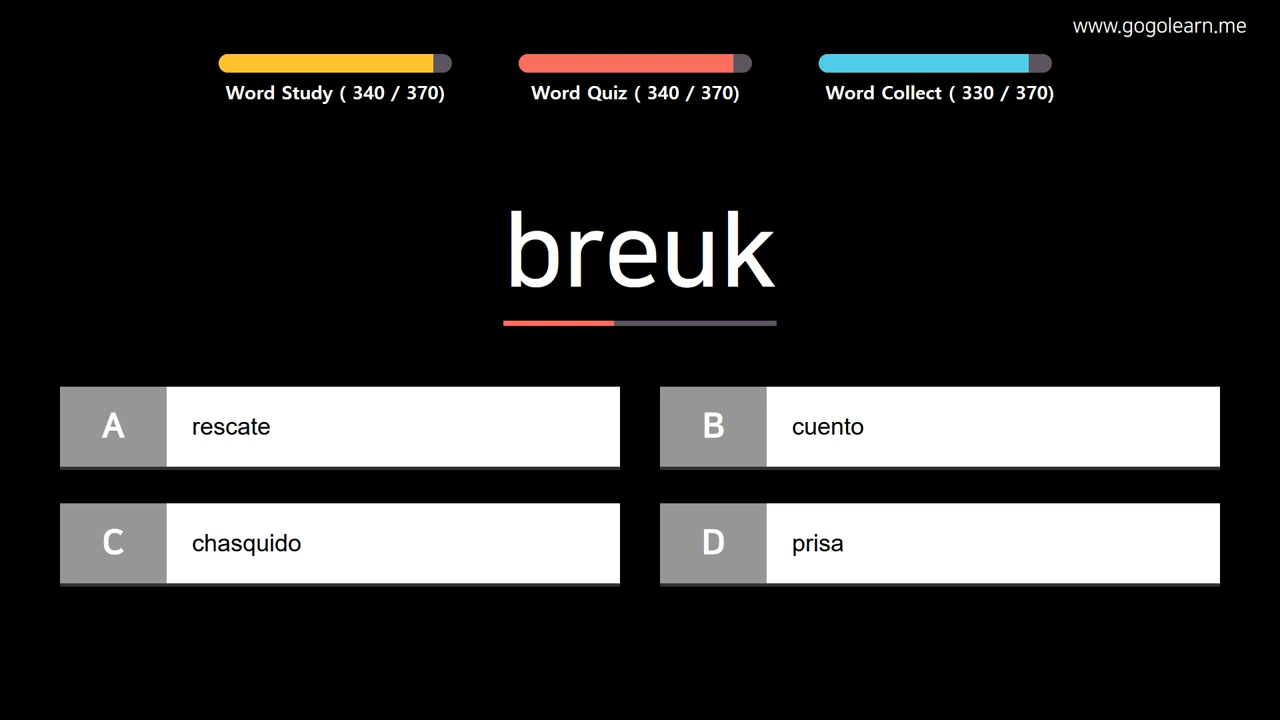 www.gogolearn.me
Word Study ( 340 / 370)
Word Quiz ( 340 / 370)
Word Collect ( 330 / 370)
breuk
A rescate
B cuento
C chasquido
D prisa